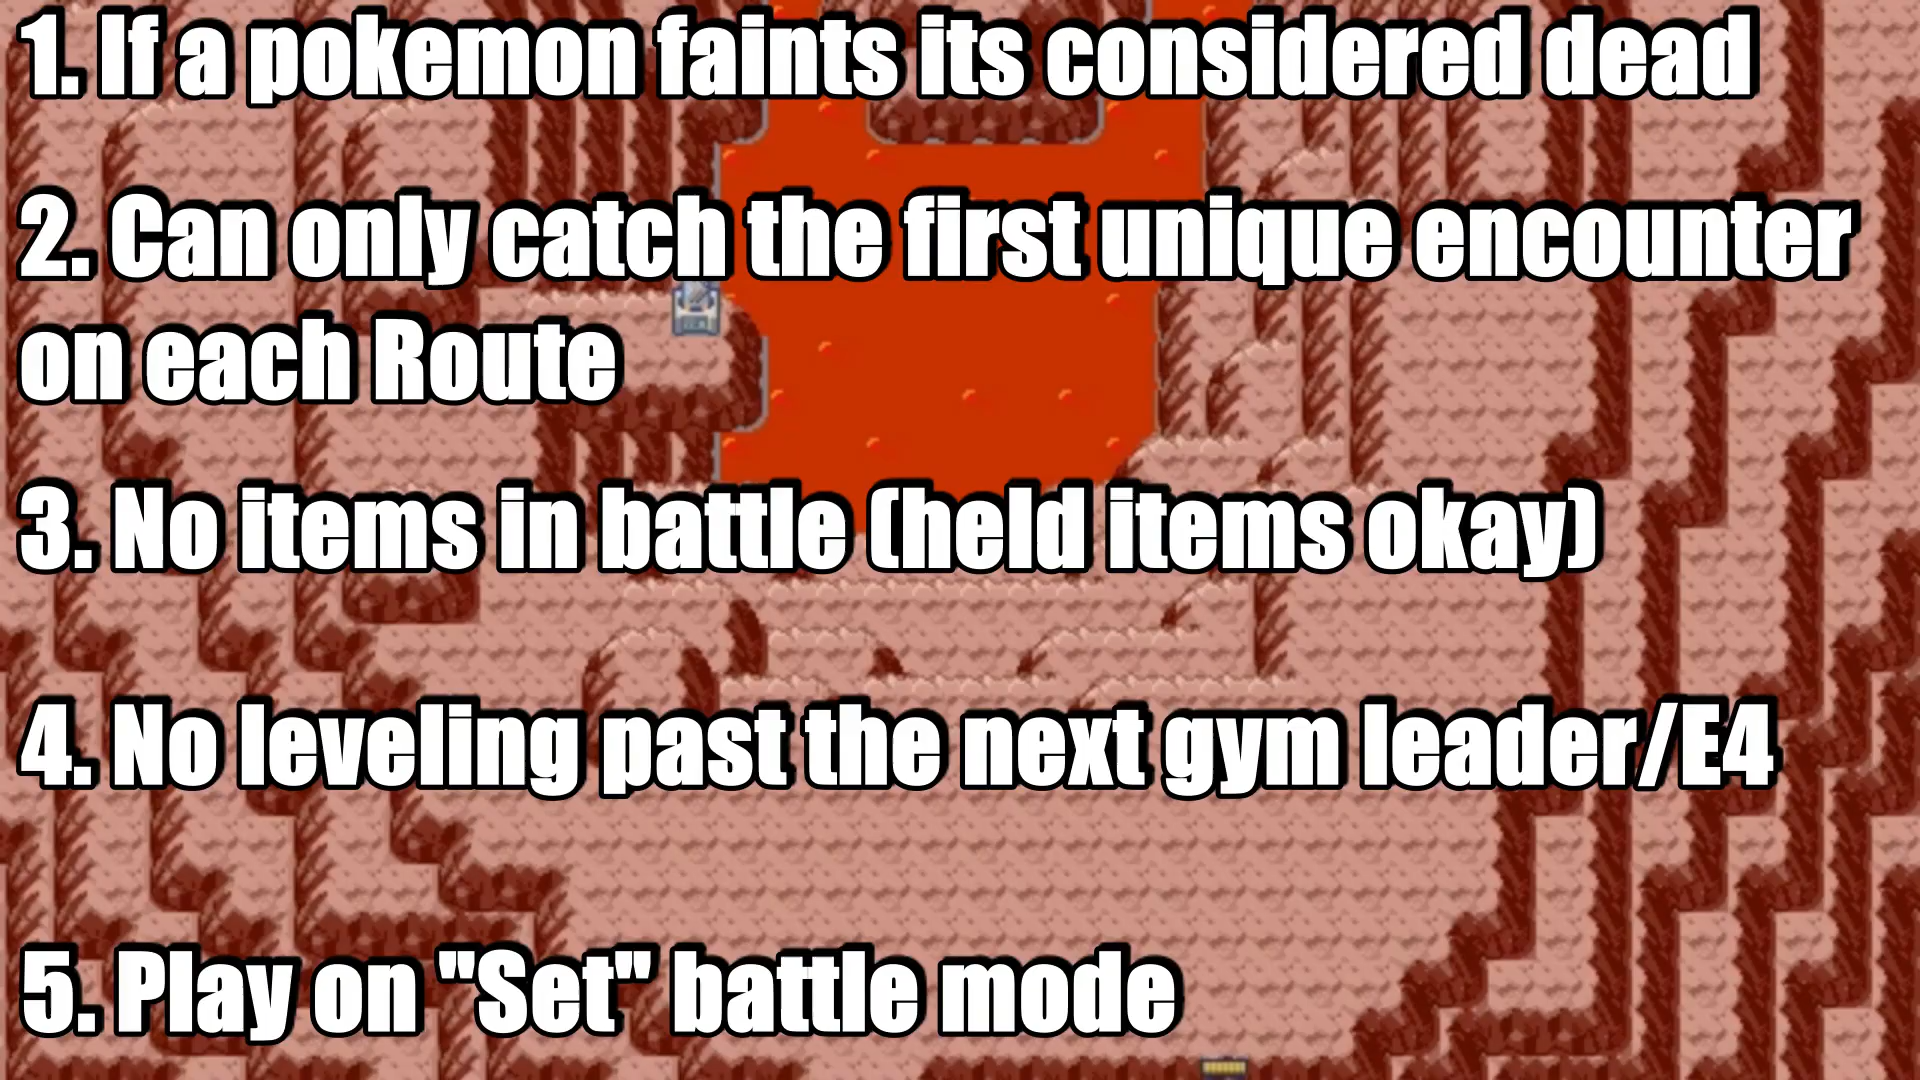 1. If a pokemon faints its considered dead
2. Can only catch the first unique encounter
on each Route
3. No items in battle (held items okay)
4. No leveling past the next gym leader/E4
5. Play on "Set" battle mode